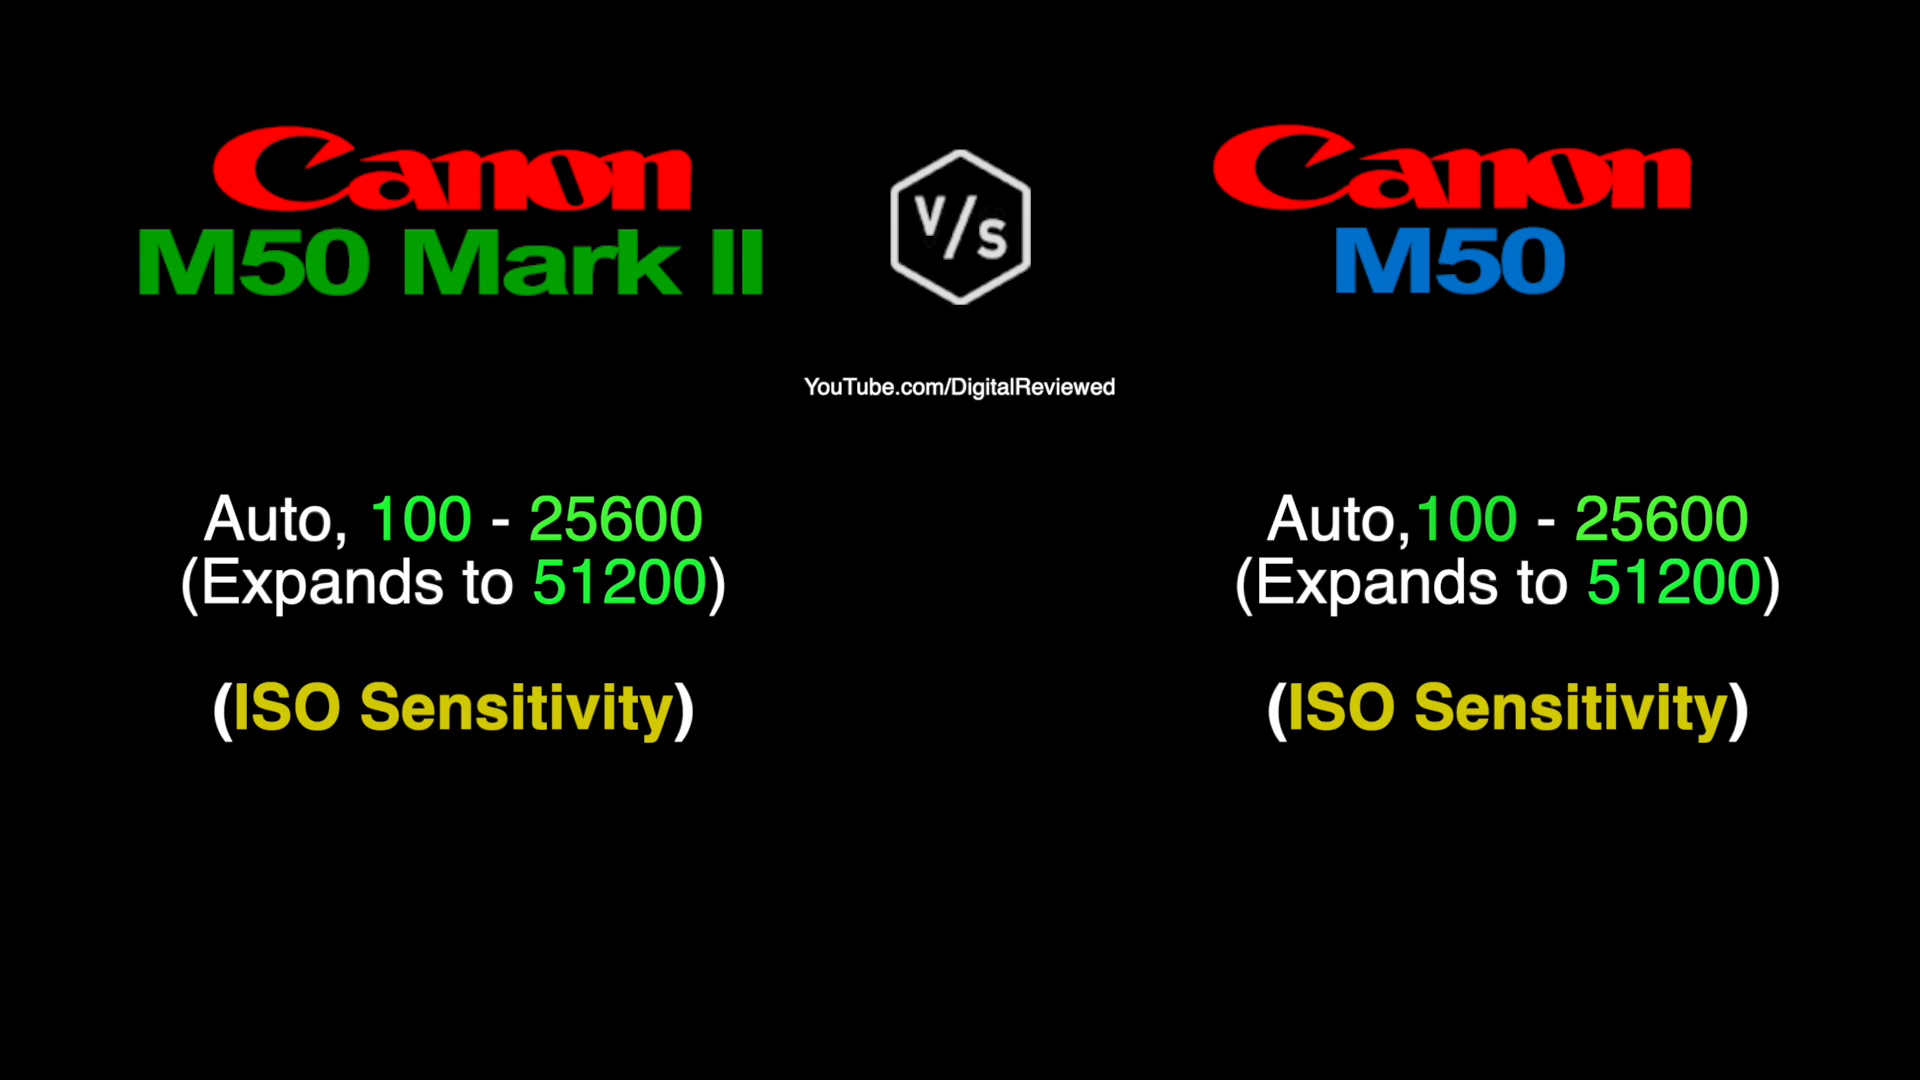 Canon
M50 Mark II
V/S
Canon
M50
YouTube.com/DigitalReviewed
Auto, 100 - 25600
(Expands to 51200)
(ISO Sensitivity)
Auto,100 - 25600
(Expands to 51200)
(ISO Sensitivity)